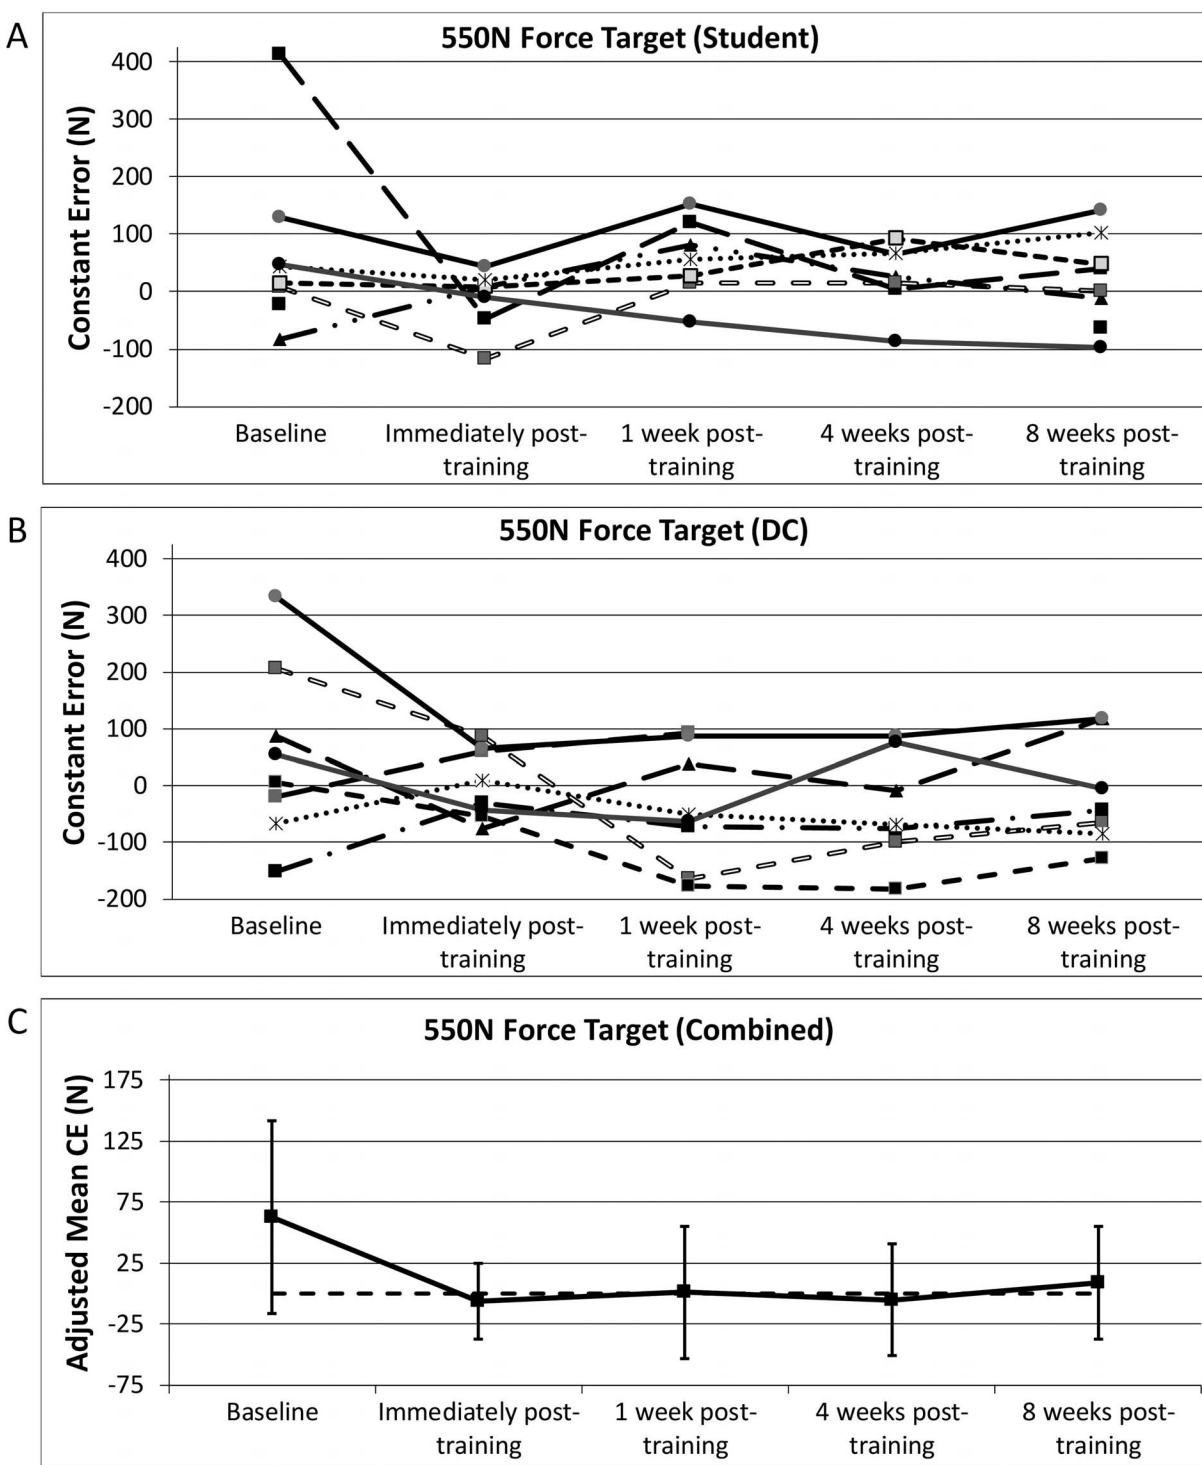 A
550N Force Target (Student)
Constant Error (N)
400
300
200
100
0
-100
-200
Baseline
Immediately post-
training
1 week post-
training
4 weeks post-
training
8 weeks post-
training
B
550N Force Target (DC)
Constant Error (N)
400
300
200
100
0
-100
-200
Baseline
Immediately post-
training
1 week post-
training
4 weeks post-
training
8 weeks post-
training
C
550N Force Target (Combined)
Adjusted Mean CE (N)
175
125
75
25
-25
-75
Baseline
Immediately post-
training
1 week post-
training
4 weeks post-
training
8 weeks post-
training